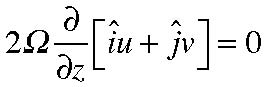 2Ω ∂/∂z [îu + ĵv] = 0